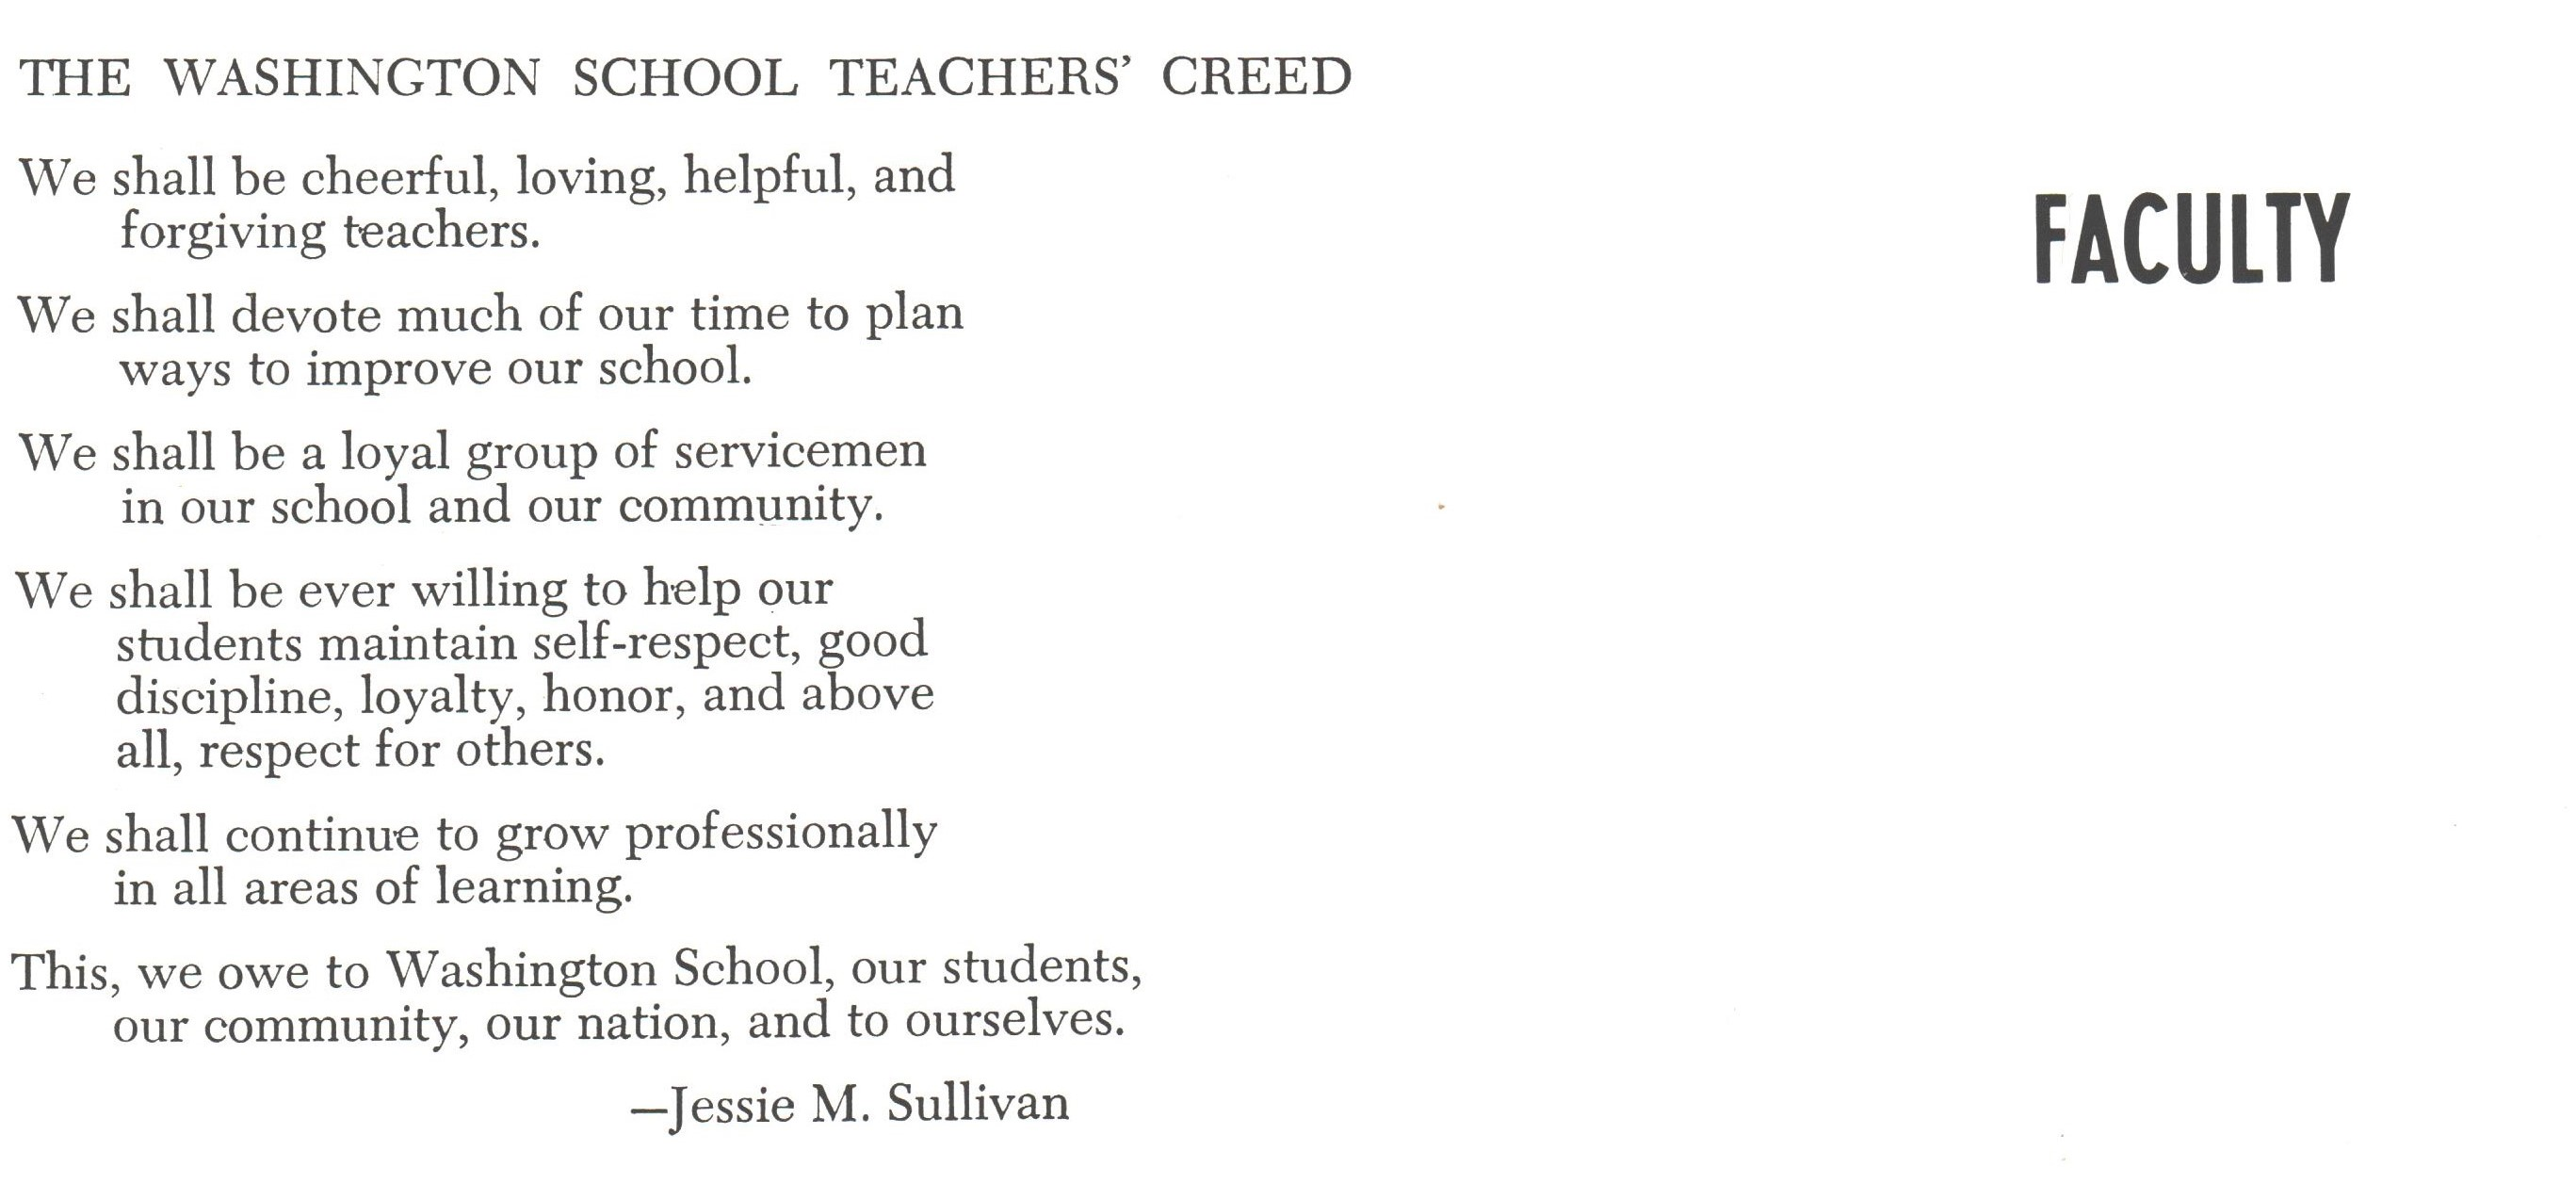 THE WASHINGTON SCHOOL TEACHERS' CREED
We shall be cheerful, loving, helpful, and
forgiving teachers.
We shall devote much of our time to plan
ways to improve our school.
We shall be a loyal group of servicemen
in our school and our community.
We shall be ever willing to help our
students maintain self-respect, good
discipline, loyalty, honor, and above
all, respect for others.
We shall continue to grow professionally
in all areas of learning.
This, we owe to Washington School, our students,
our community, our nation, and to ourselves.
—Jessie M. Sullivan
FACULTY